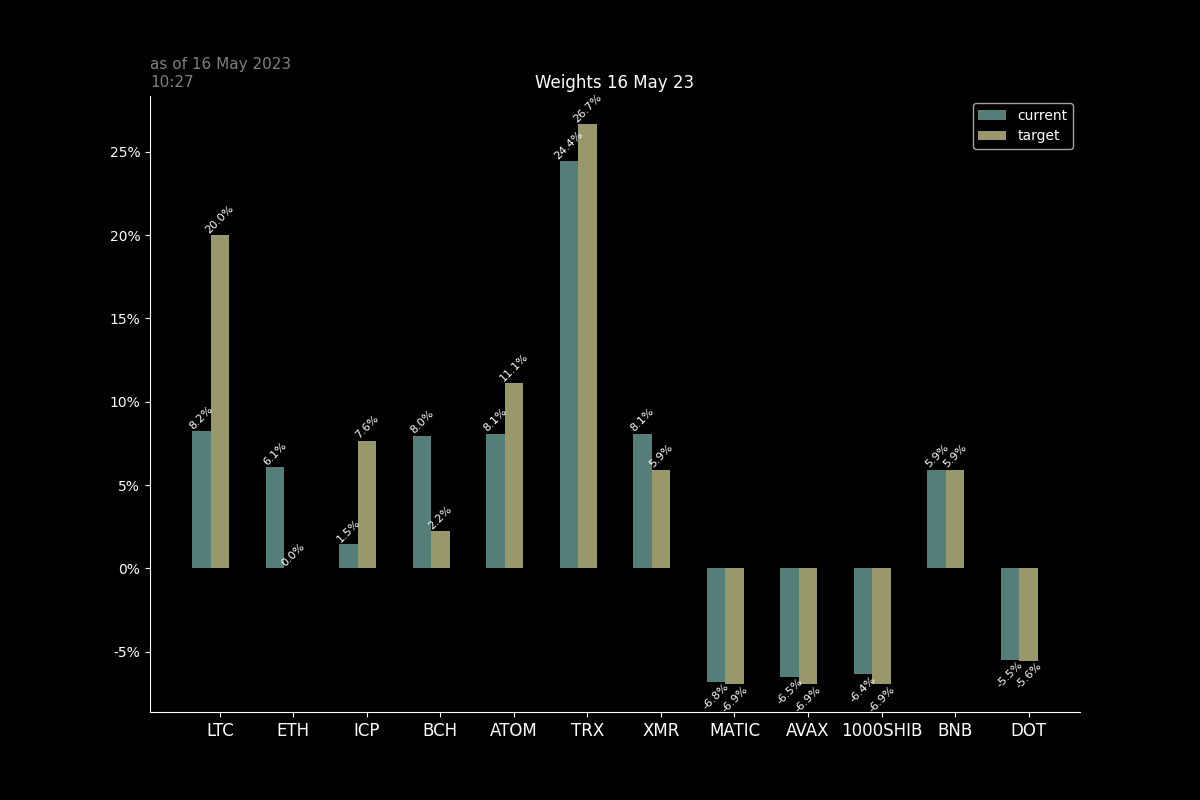 as of 16 May 2023
10:27
Weights 16 May 23
current
target
25%
20%
15%
10%
5%
0%
-5%
8.2%
20.0%
6.1%
0.0%
1.5%
7.6%
8.0%
2.2%
8.1%
11.1%
24.4%
26.7%
8.1%
5.9%
-6.8%
-6.9%
-6.5%
-6.9%
-6.4%
-6.9%
5.9%
5.9%
-5.5%
-5.6%
LTC
ETH
ICP
BCH
ATOM
TRX
XMR
MATIC
AVAX
1000SHIB
BNB
DOT